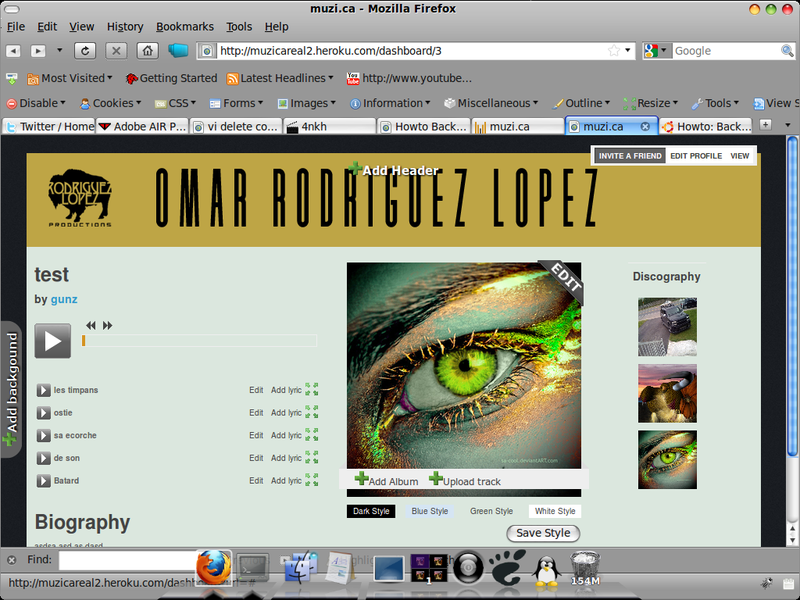 muzi.ca - Mozilla Firefox
File Edit View History Bookmarks Tools Help
http://muzicareal2.heroku.com/dashboard/3
Google
Most Visited Getting Started Latest Headlines http://www.youtube...
Disable Cookies CSS Forms Images Information Miscellaneous Outline Resize Tools View S
Twitter / Home Adobe AIR P... vi delete co... 4nkh Howto Back... muzi.ca muzi.ca Howto: Back...
INVITE A FRIEND EDIT PROFILE VIEW
Add Header
RODRIGUEZ
LOPEZ
PRODUCTIONS
OMAR RODRIGUEZ LOPEZ
test
by gunz
EDIT
Discography
Add backgound
les timpans Edit Add lyric
ostie Edit Add lyric
sa ecorche Edit Add lyric
de son Edit Add lyric
Batard Edit Add lyric
Add Album Upload track
Dark Style Blue Style Green Style White Style
Save Style
Biography
Find:
154M
http://muzicareal2.heroku.com/dashb